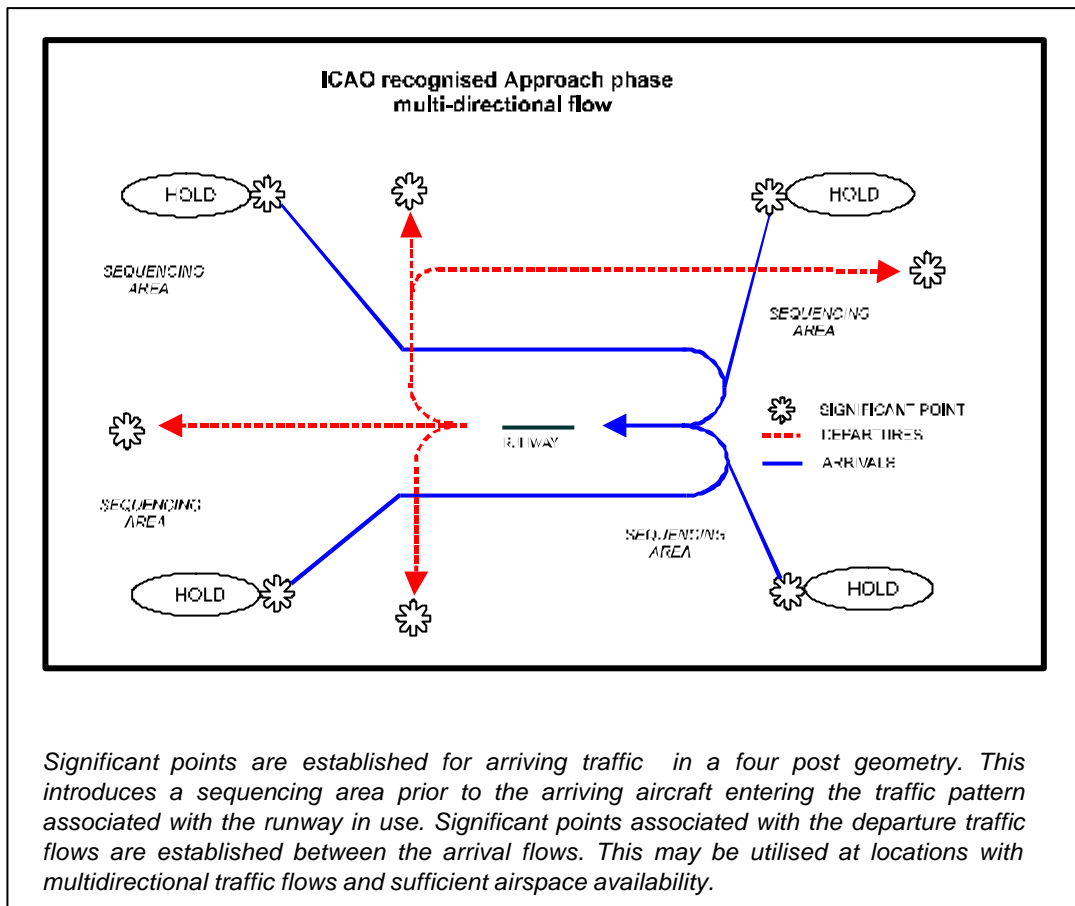 ICAO recognised Approach phase
multi-directional flow
HOLD
HOLD
SEQUENCING
AREA
SEQUENCING
AREA
SIGNIFICANT POINT
DEPARTURES
ARRIVALS
RUNWAY
SEQUENCING
AREA
SEQUENCING
AREA
HOLD
HOLD
Significant points are established for arriving traffic in a four post geometry. This
introduces a sequencing area prior to the arriving aircraft entering the traffic pattern
associated with the runway in use. Significant points associated with the departure traffic
flows are established between the arrival flows. This may be utilised at locations with
multidirectional traffic flows and sufficient airspace availability.